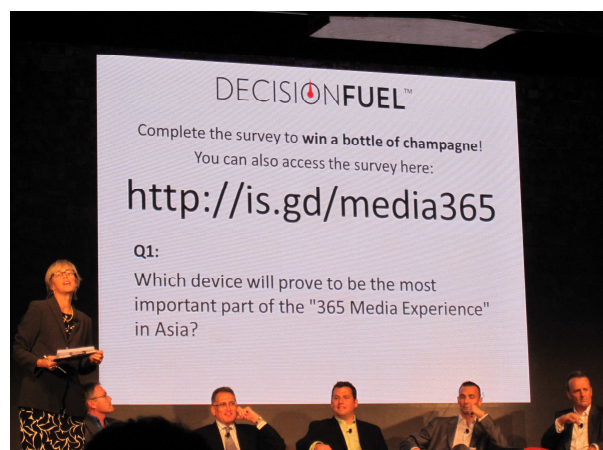 DECISIONFUEL™
Complete the survey to win a bottle of champagne!
You can also access the survey here:
http://is.gd/media365
Q1:
Which device will prove to be the most
important part of the "365 Media Experience"
in Asia?